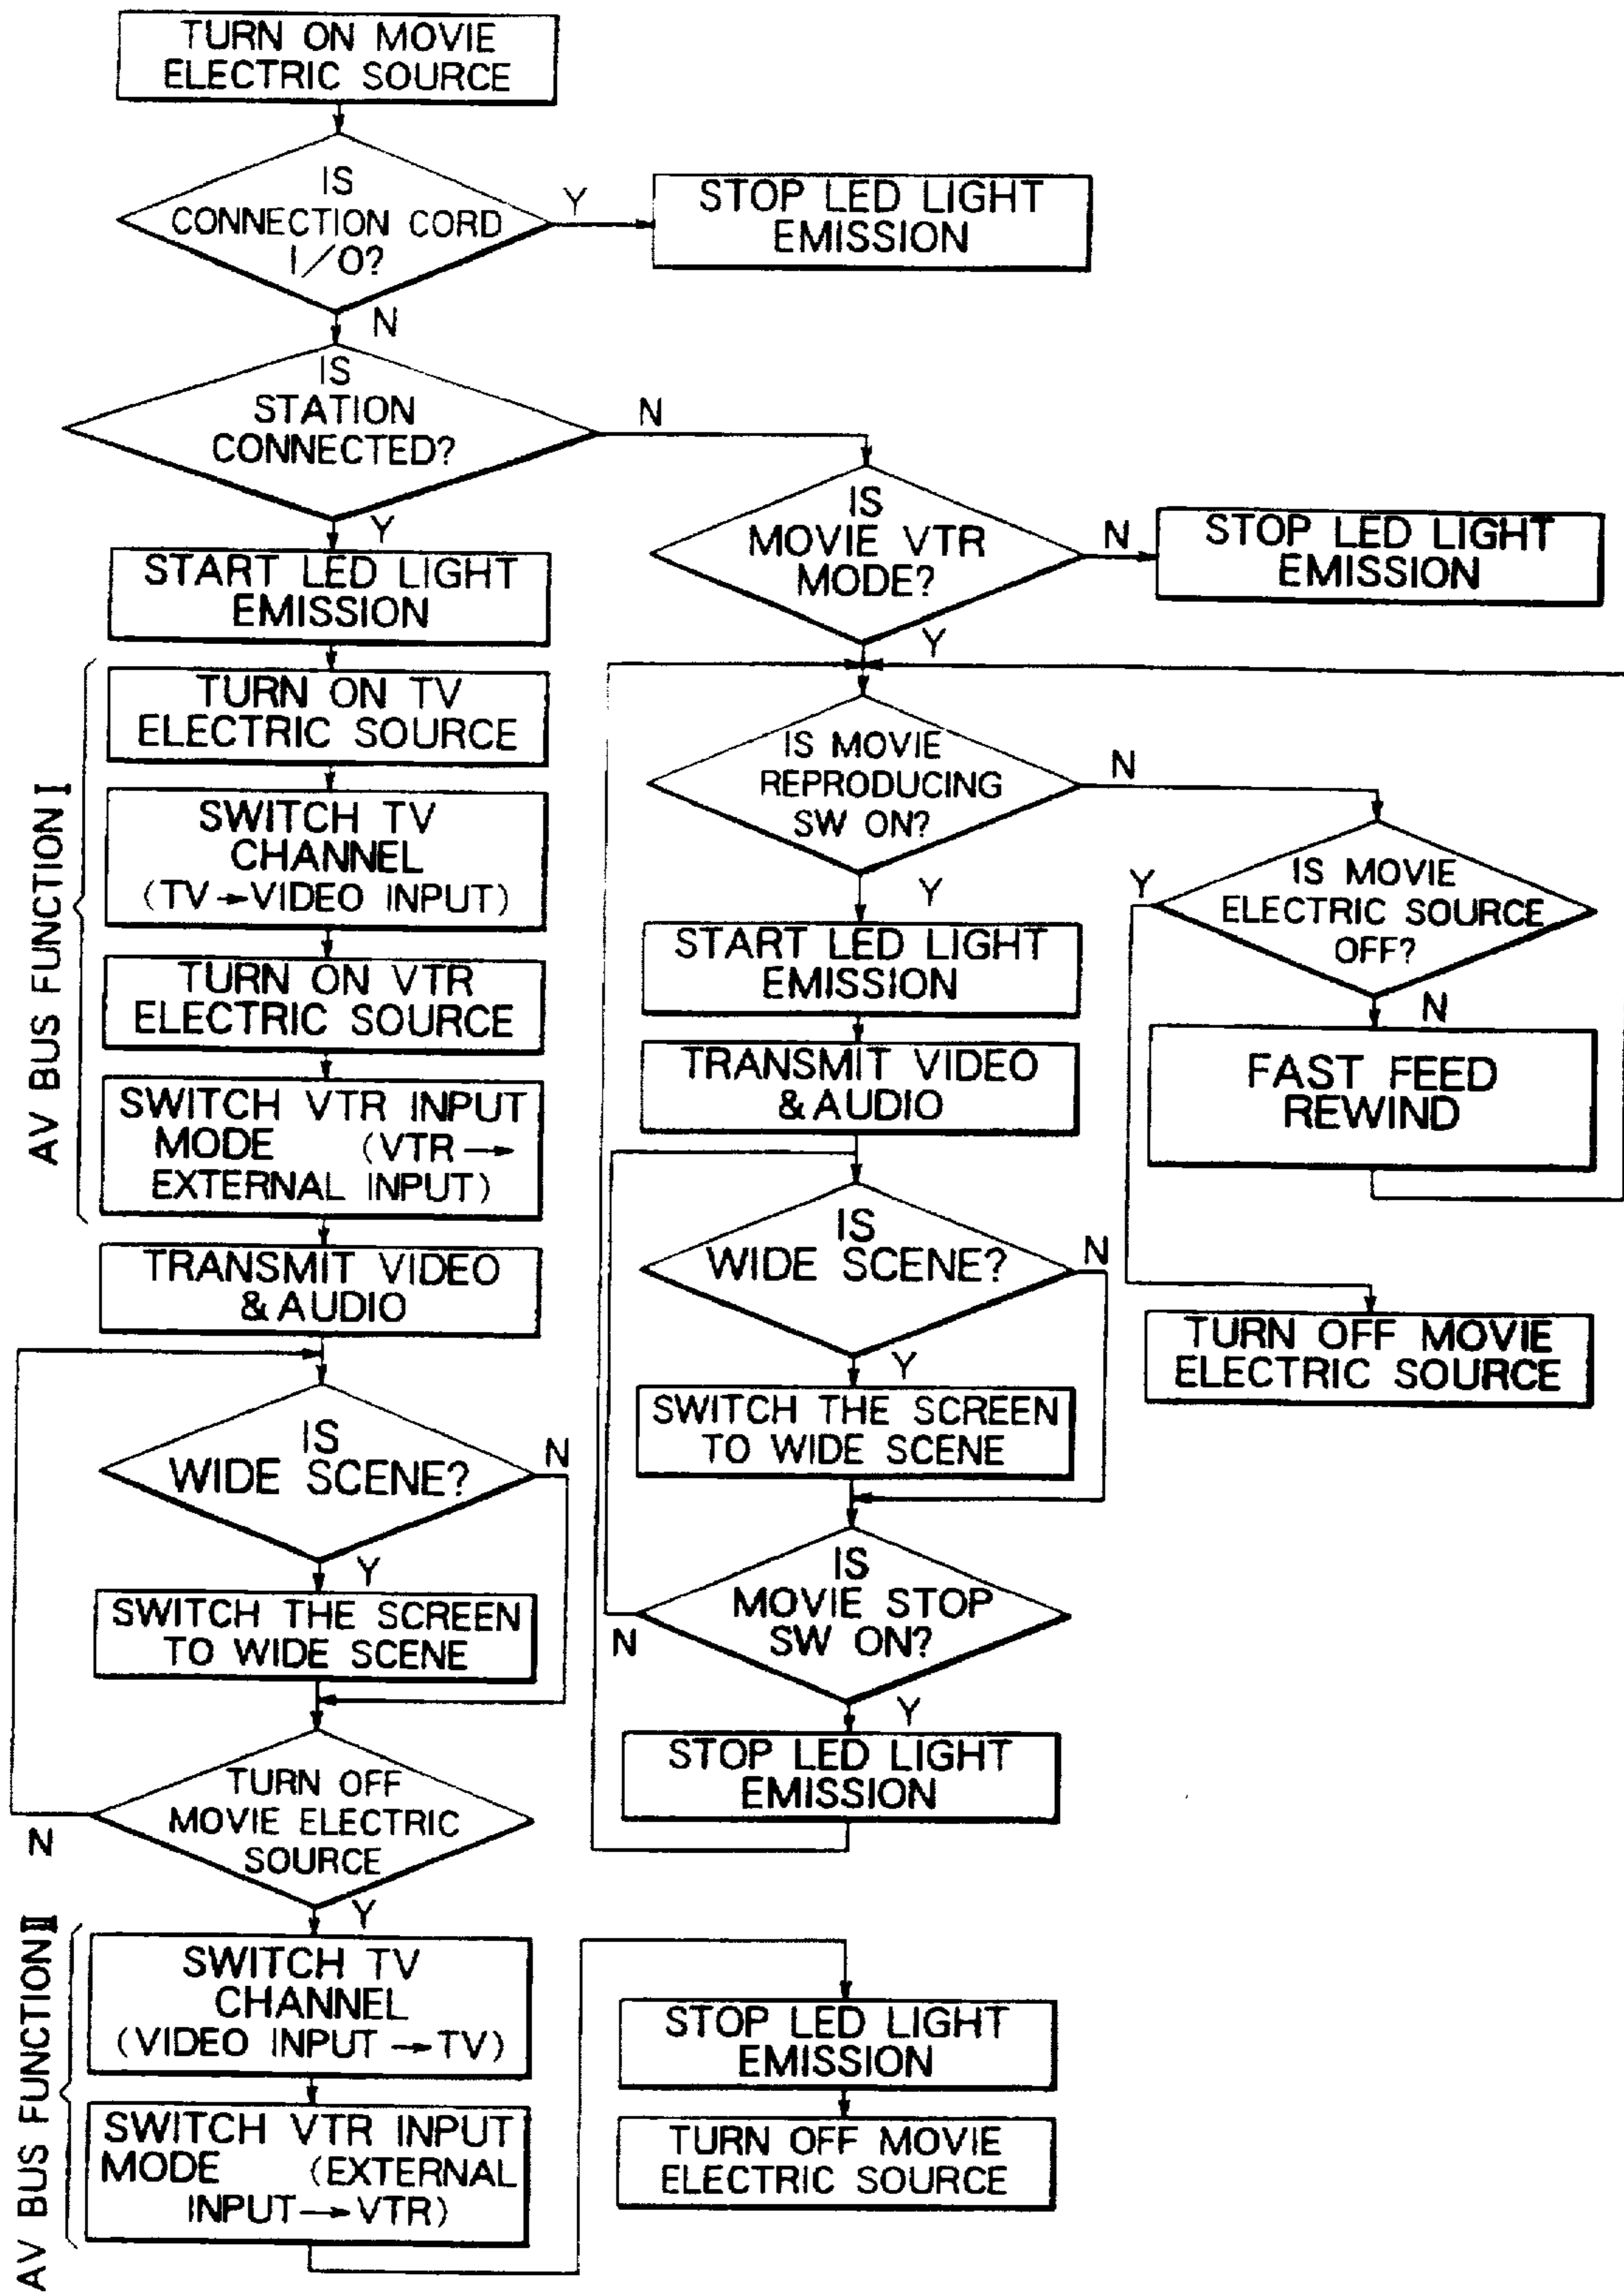 TURN ON MOVIE
ELECTRIC SOURCE
IS
CONNECTION CORD
I/O?
Y
STOP LED LIGHT
EMISSION
N
IS
STATION
CONNECTED?
N
Y
IS
MOVIE VTR
MODE?
N
STOP LED LIGHT
EMISSION
Y
START LED LIGHT
EMISSION
AV BUS FUNCTION I
TURN ON TV
ELECTRIC SOURCE
SWITCH TV
CHANNEL
(TV→VIDEO INPUT)
TURN ON VTR
ELECTRIC SOURCE
SWITCH VTR INPUT
MODE (VTR→
EXTERNAL INPUT)
TRANSMIT VIDEO
&AUDIO
IS
WIDE SCENE?
N
Y
SWITCH THE SCREEN
TO WIDE SCENE
TURN OFF
MOVIE ELECTRIC
SOURCE
N
Y
AV BUS FUNCTION II
SWITCH TV
CHANNEL
(VIDEO INPUT→TV)
SWITCH VTR INPUT
MODE (EXTERNAL
INPUT→VTR)
IS MOVIE
REPRODUCING
SW ON?
N
Y
START LED LIGHT
EMISSION
TRANSMIT VIDEO
&AUDIO
IS
WIDE SCENE?
N
Y
SWITCH THE SCREEN
TO WIDE SCENE
IS
MOVIE STOP
SW ON?
N
Y
STOP LED LIGHT
EMISSION
STOP LED LIGHT
EMISSION
TURN OFF MOVIE
ELECTRIC SOURCE
IS MOVIE
ELECTRIC SOURCE
OFF?
Y
N
FAST FEED
REWIND
TURN OFF MOVIE
ELECTRIC SOURCE